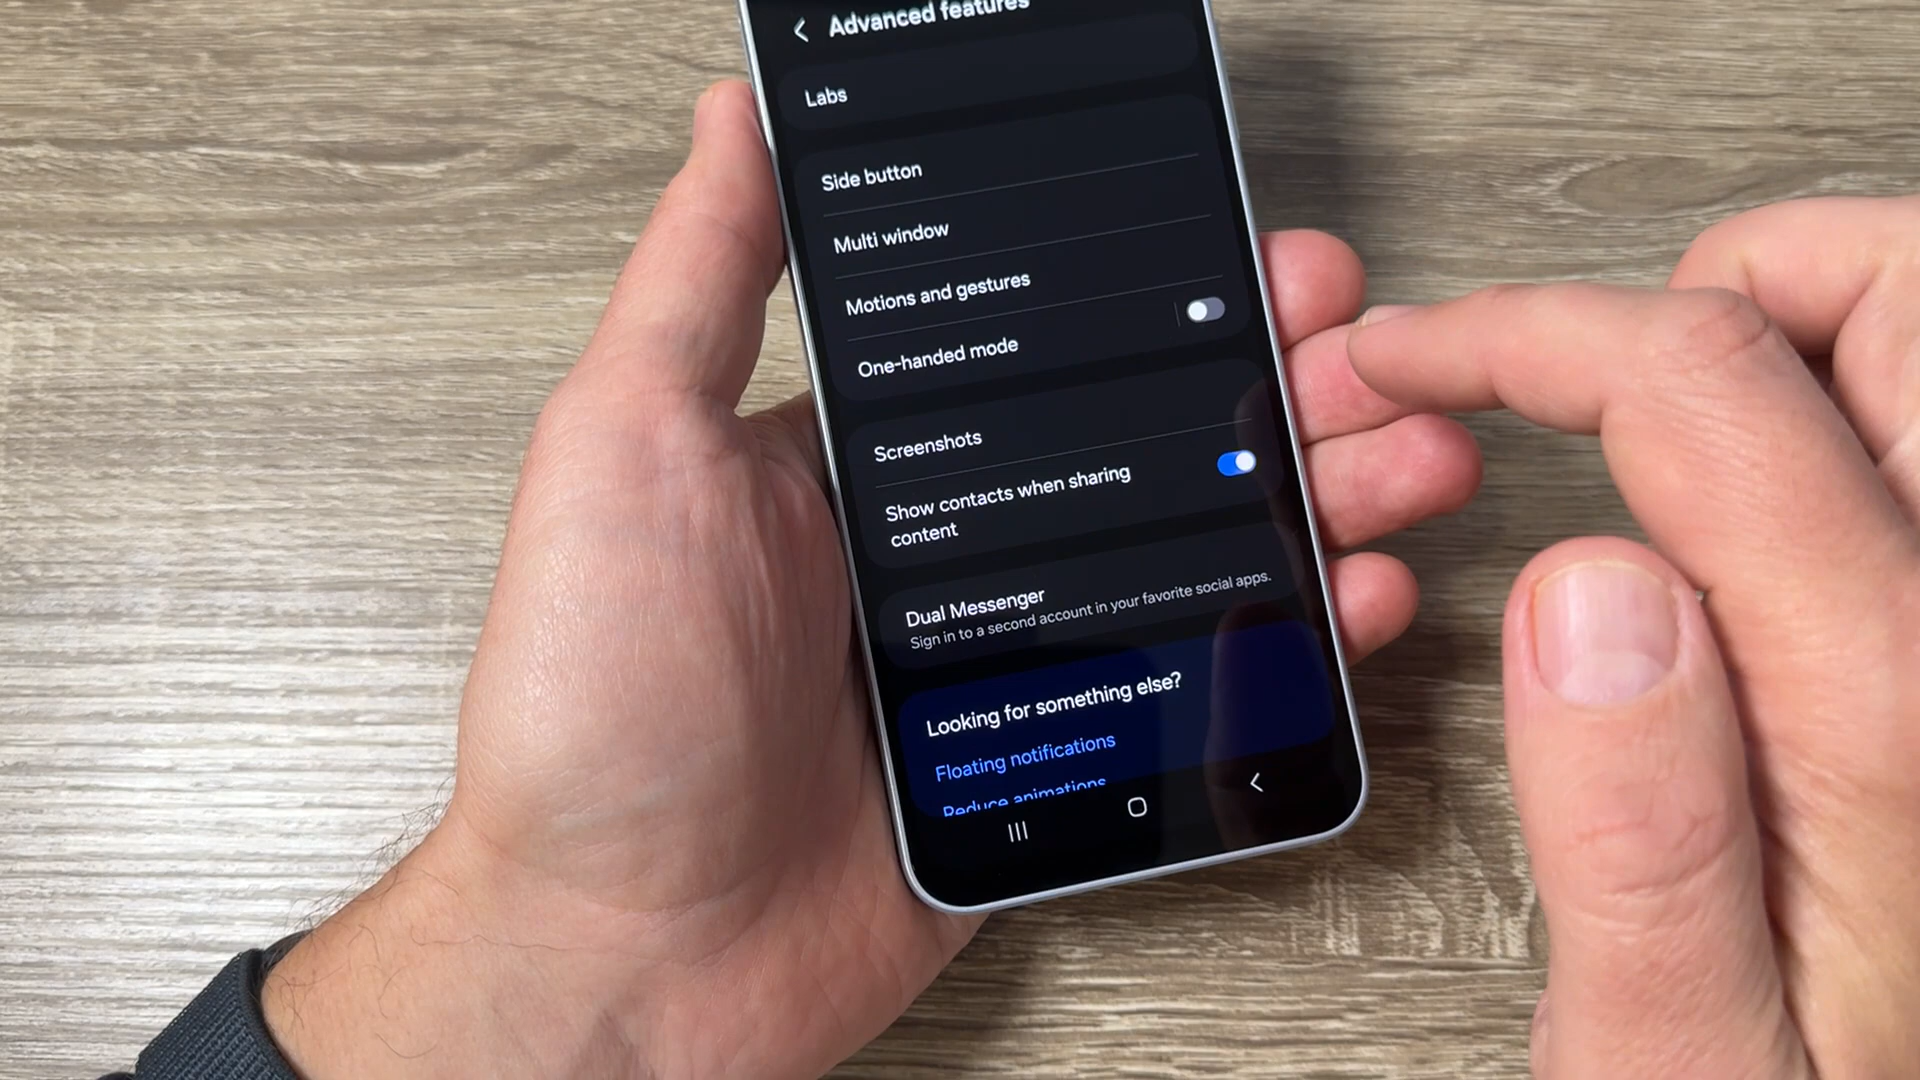 Advanced features
Labs
Side button
Multi window
Motions and gestures
One-handed mode
Screenshots
Show contacts when sharing
content
Dual Messenger
Sign in to a second account in your favorite social apps.
Looking for something else?
Floating notifications
Reduce animations